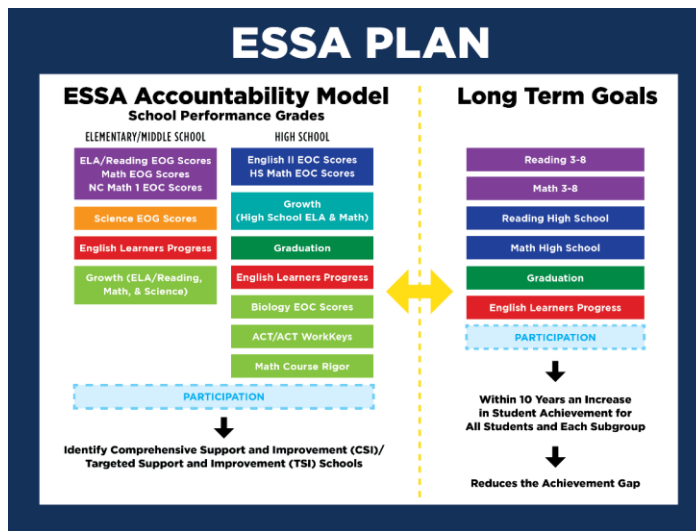 ESSA PLAN
ESSA Accountability Model
School Performance Grades
ELEMENTARY/MIDDLE SCHOOL
ELA/Reading EOG Scores
Math EOG Scores
NC Math 1 EOC Scores
Science EOG Scores
English Learners Progress
Growth (ELA/Reading,
Math, & Science)
HIGH SCHOOL
English II EOC Scores
HS Math EOC Scores
Growth
(High School ELA & Math)
Graduation
English Learners Progress
Biology EOC Scores
ACT/ACT WorkKeys
Math Course Rigor
PARTICIPATION
Identify Comprehensive Support and Improvement (CSI)/
Targeted Support and Improvement (TSI) Schools
Long Term Goals
Reading 3-8
Math 3-8
Reading High School
Math High School
Graduation
English Learners Progress
PARTICIPATION
Within 10 Years an Increase
in Student Achievement for
All Students and Each Subgroup
Reduces the Achievement Gap